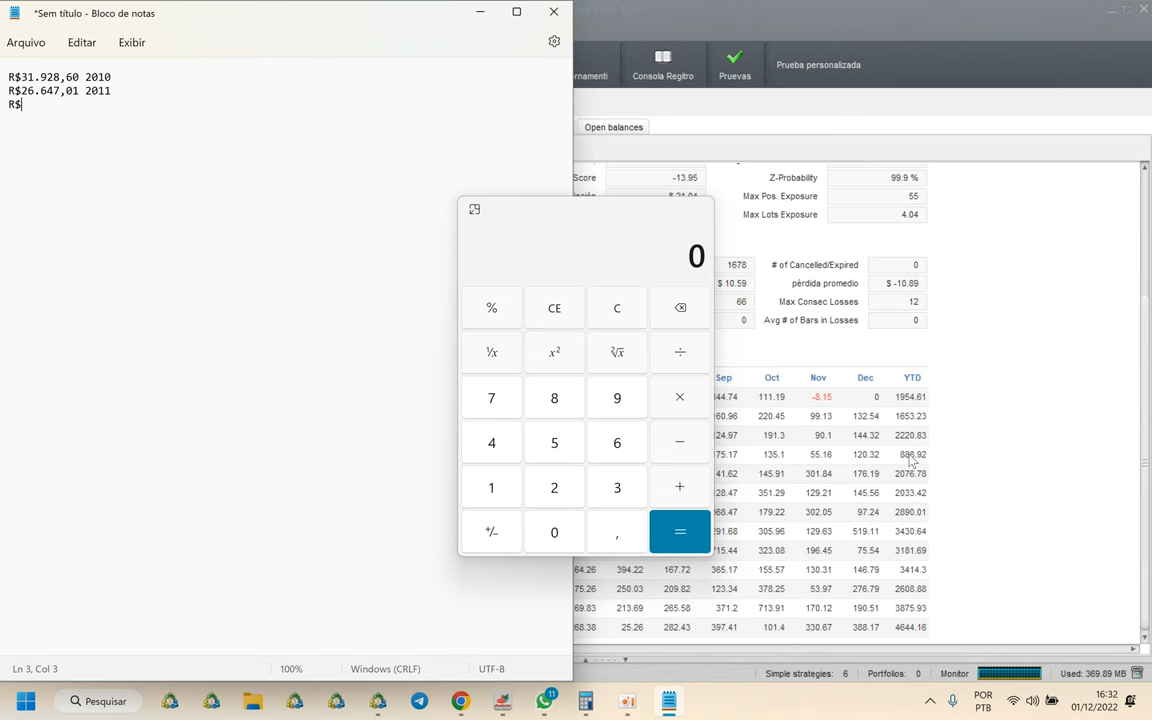 *Sem título - Bloco de notas
Arquivo Editar Exibir
R$31.928,60 2010
R$26.647,01 2011
R$
Ln 3, Col 3 100% Windows (CRLF) UTF-8
Consola Regitro Pruevas Prueba personalizada
Open balances
Score -13.95 Z-Probability 99.9 %
Max Pos. Exposure 55
Max Lots Exposure 4.04
1678 # of Cancelled/Expired 0
$ 10.59 pérdida promedio $ -10.89
66 Max Consec Losses 12
0 Avg # of Bars in Losses 0
0
% CE C
¹/x x² ²√x ÷
7 8 9 ×
4 5 6 −
1 2 3 +
+/− 0 , =
Sep Oct Nov Dec YTD
111.19 -8.15 0 1954.61
220.45 99.13 132.54 1653.23
191.3 90.1 144.32 2220.83
135.1 55.16 120.32
145.91 301.84 176.19 2076.78
351.29 129.21 145.56 2033.42
179.22 302.05 97.24 2890.01
305.96 129.63 519.11 3430.64
323.08 196.45 75.54 3181.69
394.22 167.72 365.17 155.57 130.31 146.79 3414.3
250.03 209.82 123.34 378.25 53.97 276.79 2608.88
213.69 265.58 371.2 713.91 170.12 190.51 3875.93
25.26 282.43 397.41 101.4 330.67 388.17 4644.16
Simple strategies: 6 Portfolios: 0 Monitor Used: 369.89 MB
Pesquisar 11 POR PTB 16:32 01/12/2022